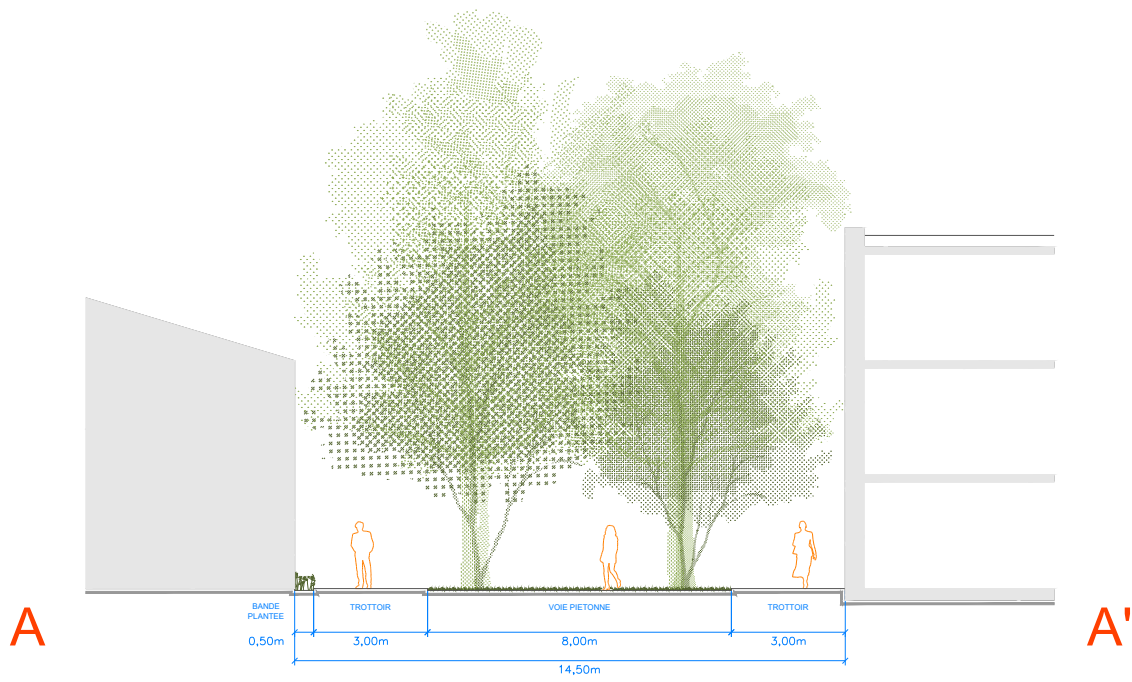 BANDE
PLANTEE
TROTTOIR
VOIE PIETONNE
TROTTOIR
A
A'
0,50m
3,00m
8,00m
3,00m
14,50m